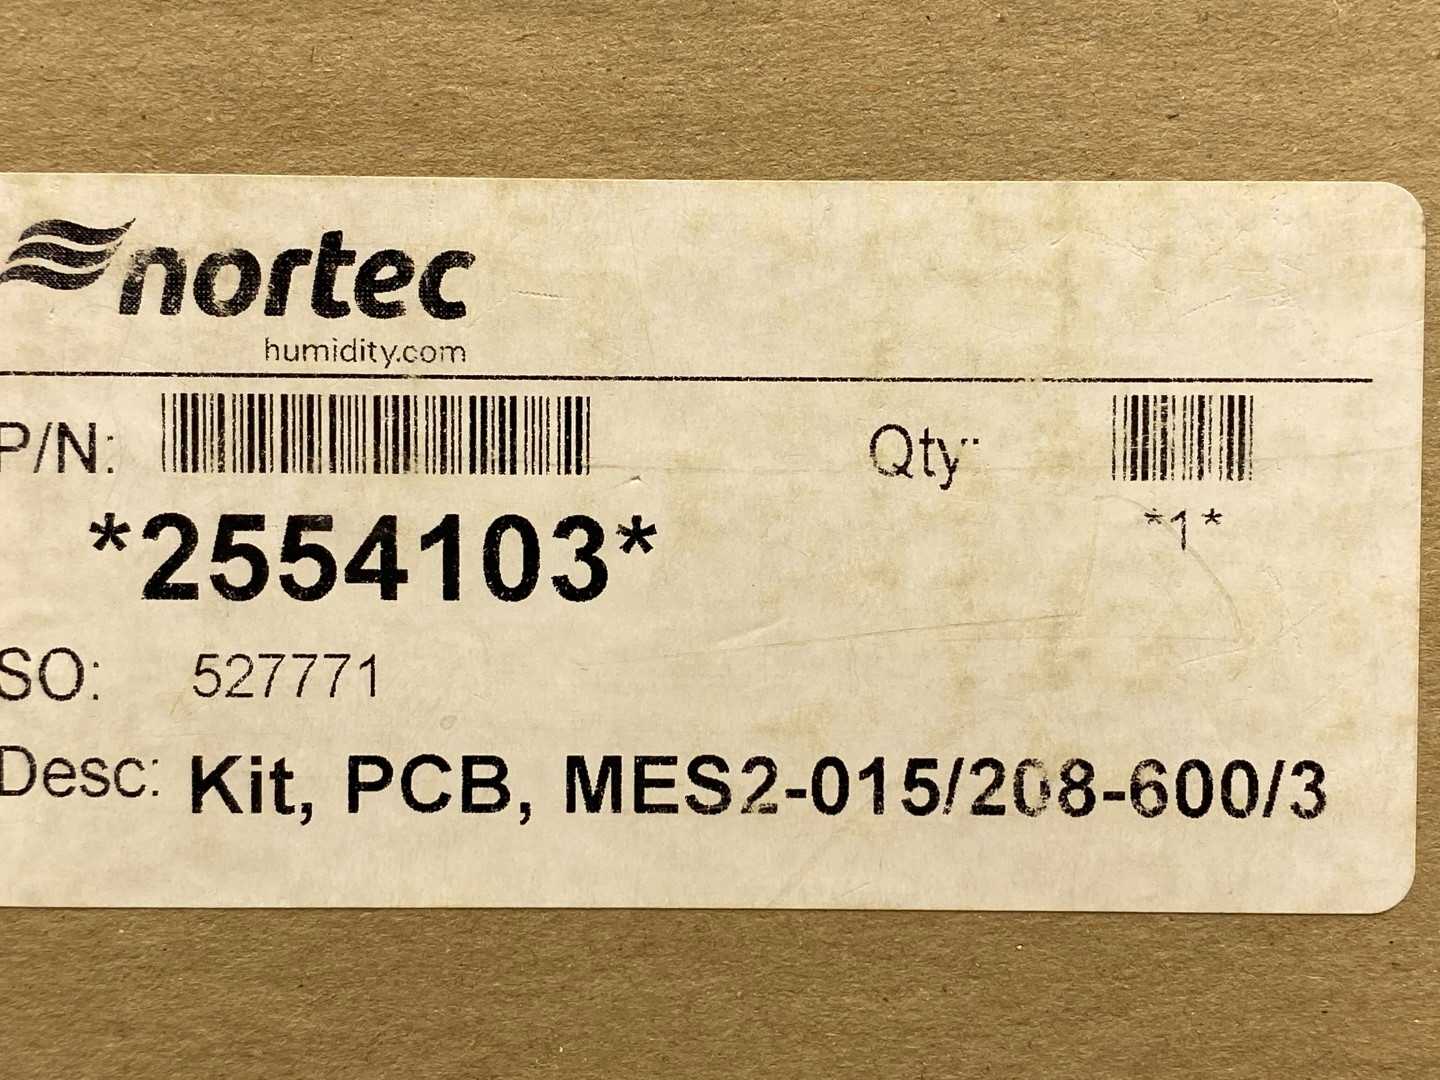 nortec
humidity.com
P/N: Qty:
*2554103* *1*
SO: 527771
Desc: Kit, PCB, MES2-015/208-600/3